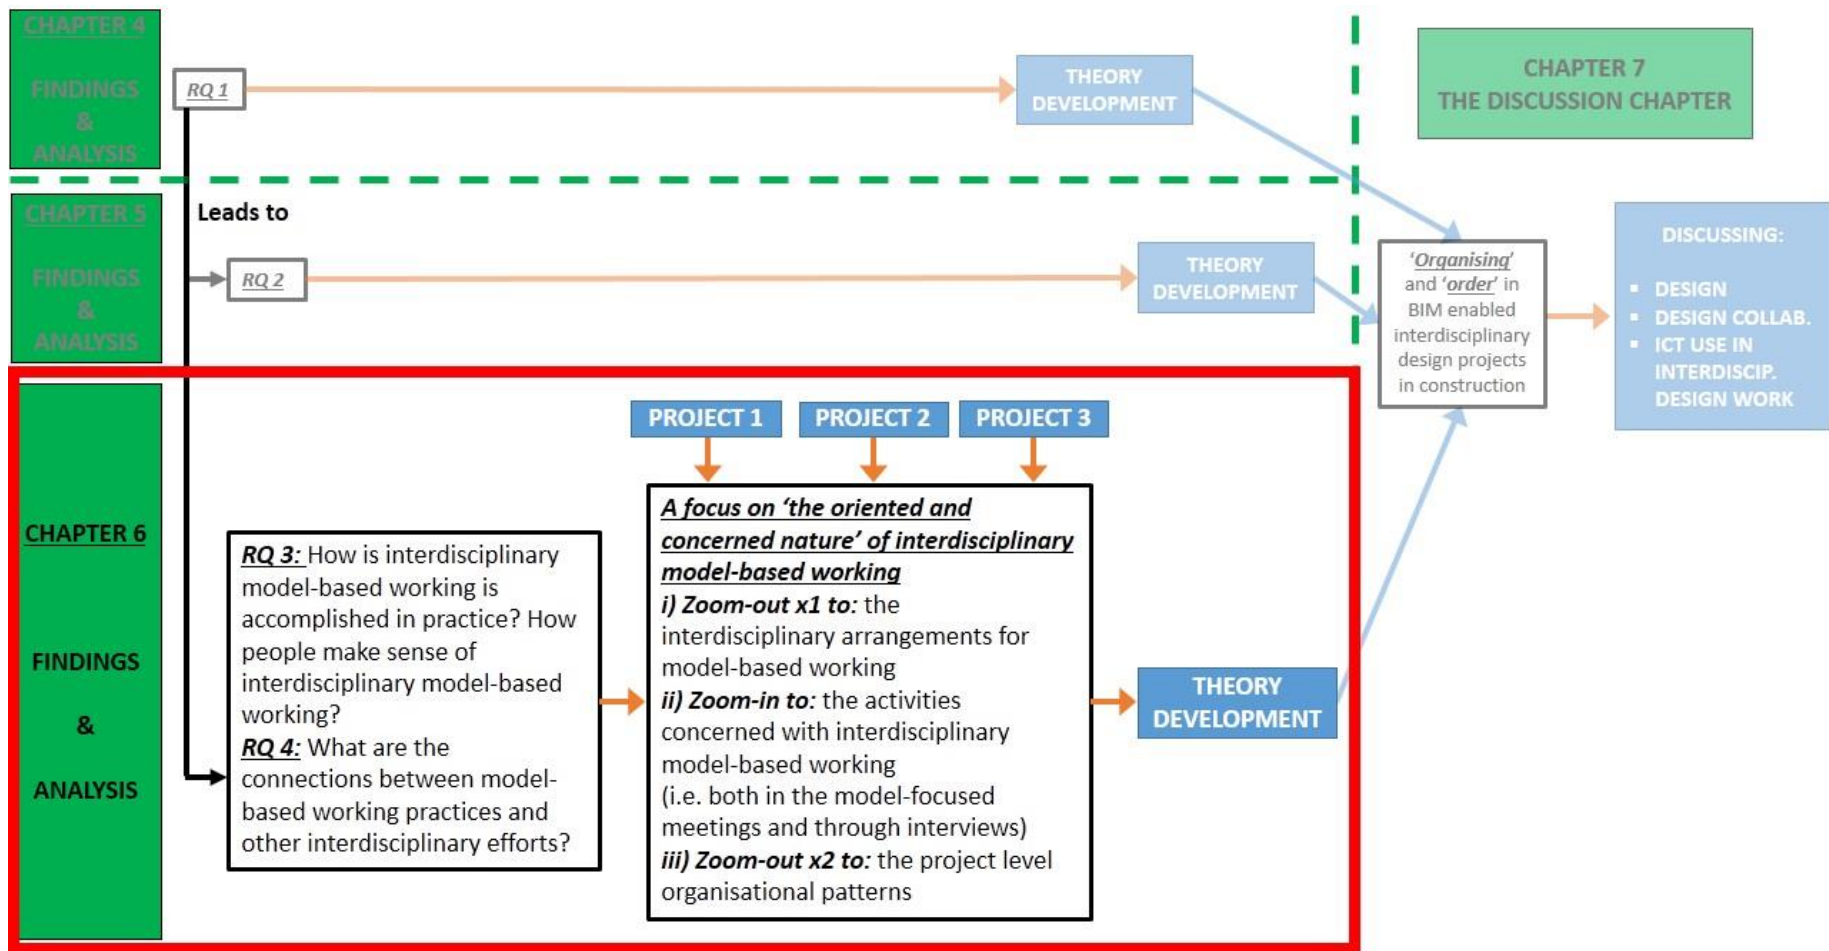 CHAPTER 4
FINDINGS
&
ANALYSIS
RQ 1
THEORY
DEVELOPMENT
CHAPTER 7
THE DISCUSSION CHAPTER
CHAPTER 5
FINDINGS
&
ANALYSIS
Leads to
RQ 2
THEORY
DEVELOPMENT
‘Organising’
and ‘order’ in
BIM enabled
interdisciplinary
design projects
in construction
DISCUSSING:
▪ DESIGN
▪ DESIGN COLLAB.
▪ ICT USE IN
INTERDISCIP.
DESIGN WORK
CHAPTER 6
FINDINGS
&
ANALYSIS
RQ 3: How is interdisciplinary
model-based working is
accomplished in practice? How
people make sense of
interdisciplinary model-based
working?
RQ 4: What are the
connections between model-
based working practices and
other interdisciplinary efforts?
PROJECT 1
PROJECT 2
PROJECT 3
A focus on ‘the oriented and
concerned nature’ of interdisciplinary
model-based working
i) Zoom-out x1 to: the
interdisciplinary arrangements for
model-based working
ii) Zoom-in to: the activities
concerned with interdisciplinary
model-based working
(i.e. both in the model-focused
meetings and through interviews)
iii) Zoom-out x2 to: the project level
organisational patterns
THEORY
DEVELOPMENT